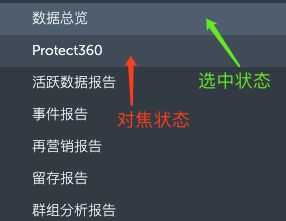 数据总览
Protect360
活跃数据报告
选中状态
事件报告
对焦状态
再营销报告
留存报告
群组分析报告